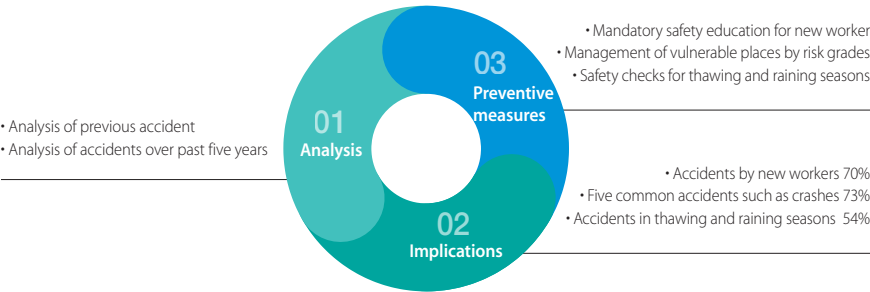 01
Analysis
• Analysis of previous accident
• Analysis of accidents over past five years
02
Implications
• Accidents by new workers 70%
• Five common accidents such as crashes 73%
• Accidents in thawing and raining seasons 54%
03
Preventive
measures
• Mandatory safety education for new worker
• Management of vulnerable places by risk grades
• Safety checks for thawing and raining seasons